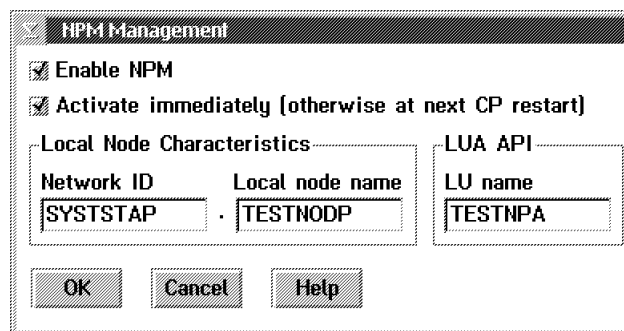 NPM Management
Enable NPM
Activate immediately (otherwise at next CP restart)
Local Node Characteristics
LUA API
Network ID
Local node name
LU name
SYSTSTAP . TESTNODP
TESTNPA
OK
Cancel
Help